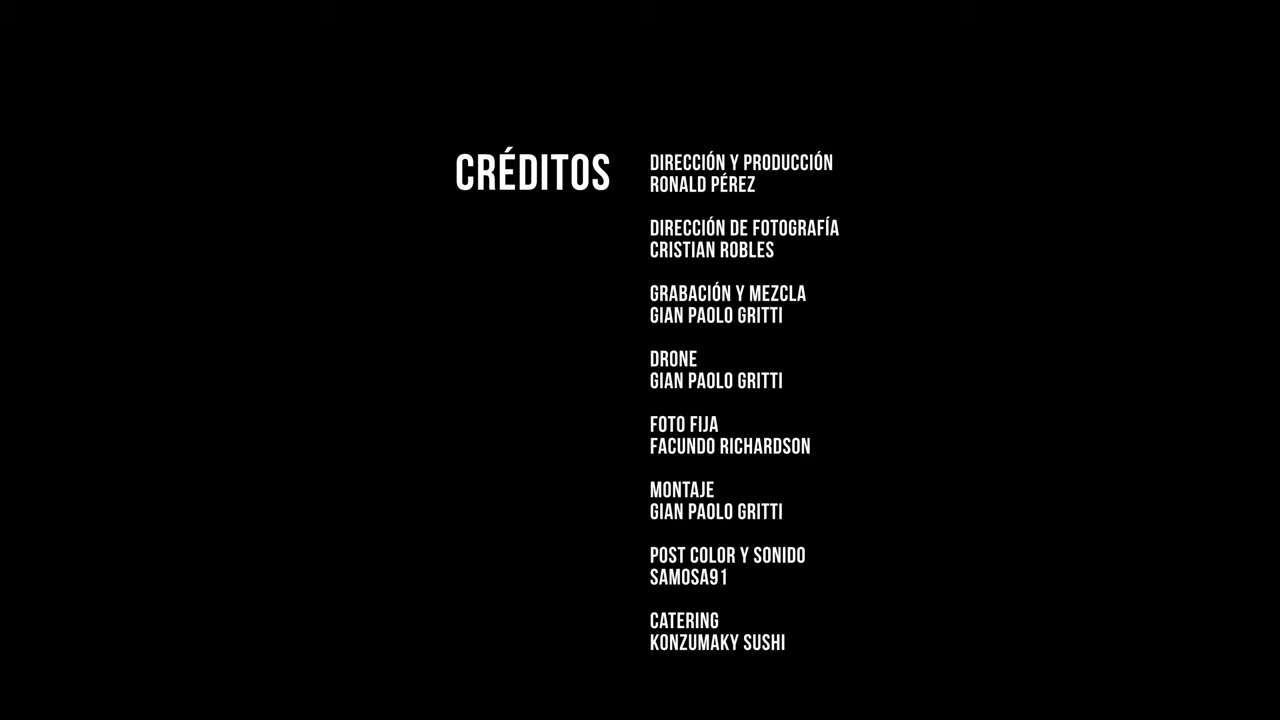 CRÉDITOS
DIRECCIÓN Y PRODUCCIÓN
RONALD PÉREZ
DIRECCIÓN DE FOTOGRAFÍA
CRISTIAN ROBLES
GRABACIÓN Y MEZCLA
GIAN PAOLO GRITTI
DRONE
GIAN PAOLO GRITTI
FOTO FIJA
FACUNDO RICHARDSON
MONTAJE
GIAN PAOLO GRITTI
POST COLOR Y SONIDO
SAMOSA91
CATERING
KONZUMAKY SUSHI